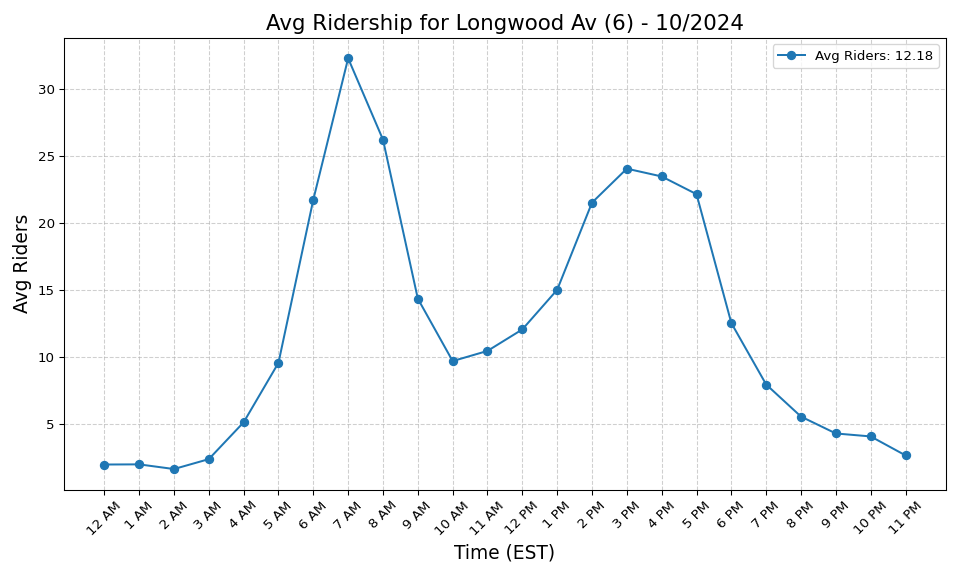 Avg Ridership for Longwood Av (6) - 10/2024
Avg Riders: 12.18
Avg Riders
30
25
20
15
10
5
12 AM
1 AM
2 AM
3 AM
4 AM
5 AM
6 AM
7 AM
8 AM
9 AM
10 AM
11 AM
12 PM
1 PM
2 PM
3 PM
4 PM
5 PM
6 PM
7 PM
8 PM
9 PM
10 PM
11 PM
Time (EST)